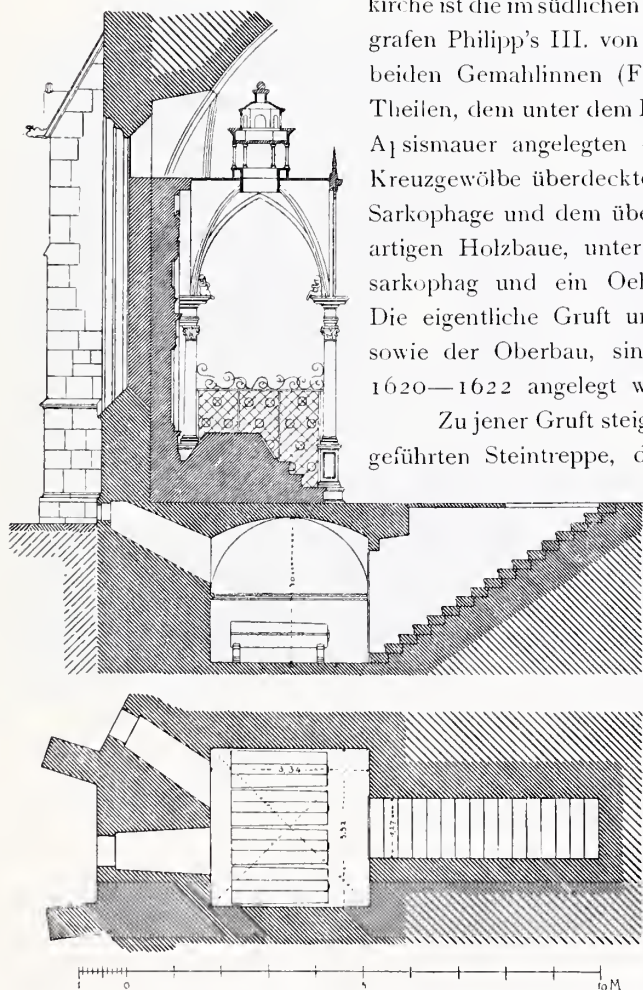 kirche ist die im südlichen
grafen Philipp's III. von
beiden Gemahlinnen (F
Theilen, dem unter dem
sismauer angelegten
Kreuzgewölbe überdeckte
Sarkophage und dem übe
artigen Holzbaue, unter
sarkophag und ein Oel
Die eigentliche Gruft u
sowie der Oberbau, sin
1620—1622 angelegt w
Zu jener Gruft steig
geführten Steintreppe, d
3,34
1 0 5 10 M.